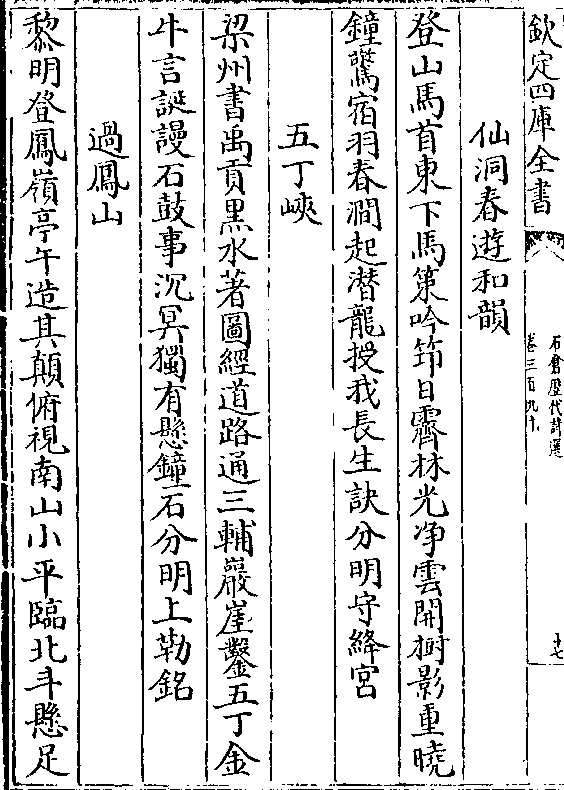 欽定四庫全書
石倉歴代詩選
卷三百九十
十七
仙洞春遊和韻
登山馬首東下馬策吟笻日霽林光净雲開樹影重曉
鐘驚宿羽春澗起潜龍授我長生訣分明守絳宫
五丁峽
梁州書禹貢黒水著圖經道路通三輔巖崖鑿五丁金
牛言誕謾石鼓事沉冥獨有懸鐘石分明上勒銘
過鳳山
黎明登鳳嶺亭午造其顛俯視南山小平臨北斗懸足